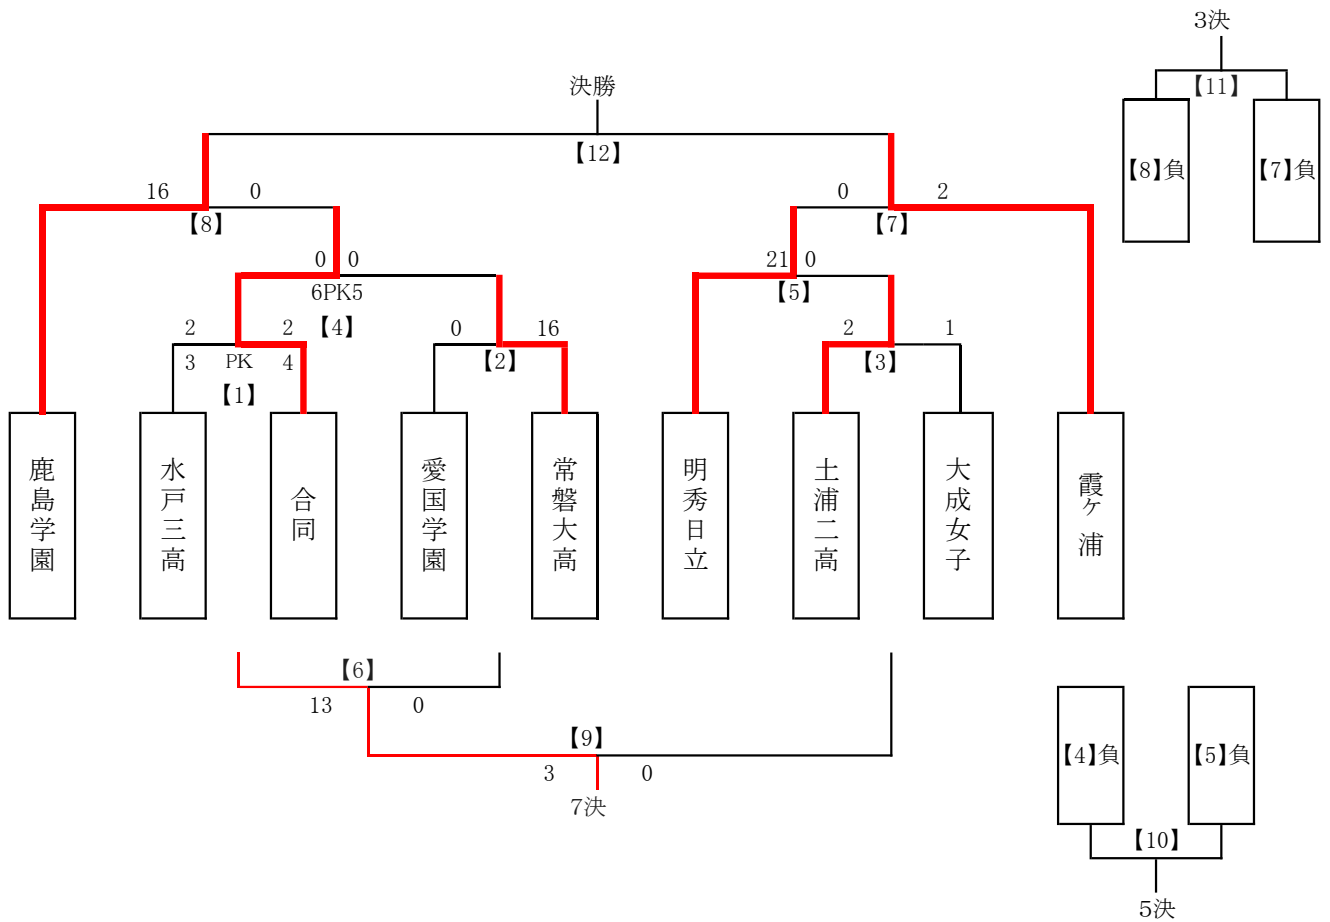 3決
【11】
【8】負
【7】負
決勝
【12】
16 0
【8】
0 2
【7】
0 0
6PK5
【4】
21 0
【5】
2 2
3 PK 4
【1】
0 16
【2】
2 1
【3】
鹿島学園
水戸三高
合同
愛国学園
常磐大高
明秀日立
土浦二高
大成女子
霞ヶ浦
【6】
13 0
【9】
3 0
7決
【4】負
【5】負
【10】
5決